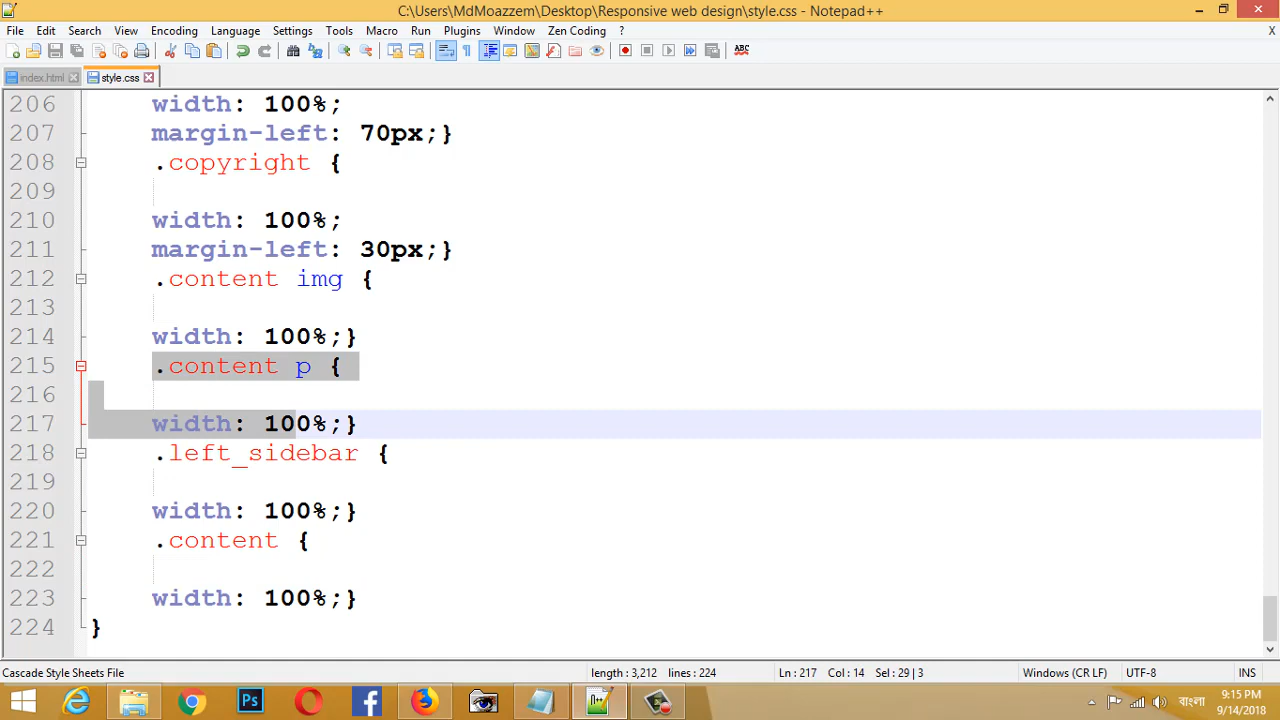 C:\Users\MdMoazzem\Desktop\Responsive web design\style.css - Notepad++
File Edit Search View Encoding Language Settings Tools Macro Run Plugins Window Zen Coding ? X
ABC
index.html style.css
206 width: 100%;
207 margin-left: 70px;}
208 .copyright {
209
210 width: 100%;
211 margin-left: 30px;}
212 .content img {
213
214 width: 100%;}
215 .content p {
216
217 width: 100%;}
218 .left_sidebar {
219
220 width: 100%;}
221 .content {
222
223 width: 100%;}
224 }
Cascade Style Sheets File length : 3,212 lines : 224 Ln : 217 Col : 14 Sel : 29 | 3 Windows (CR LF) UTF-8 INS
Ps বাংলা 9:15 PM
9/14/2018